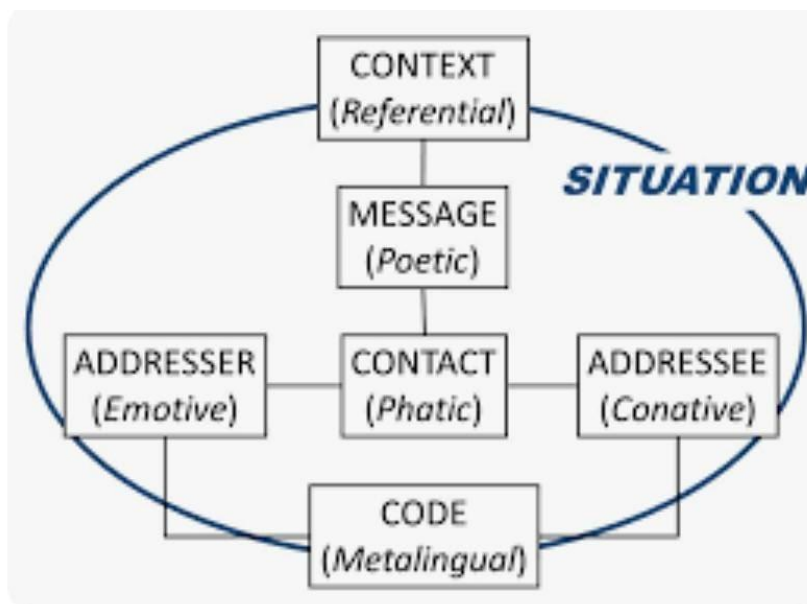 CONTEXT
(Referential)
SITUATION
MESSAGE
(Poetic)
ADDRESSER
(Emotive)
CONTACT
(Phatic)
ADDRESSEE
(Conative)
CODE
(Metalingual)